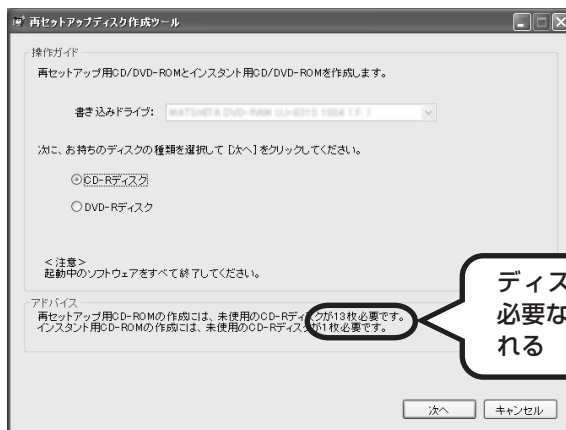 再セットアップディスク作成ツール
操作ガイド
再セットアップ用CD/DVD-ROMとインスタント用CD/DVD-ROMを作成します。
書き込みドライブ:
次に、お持ちのディスクの種類を選択して [次へ] をクリックしてください。
CD-Rディスク
DVD-Rディスク
<注意>
起動中のソフトウェアをすべて終了してください。
アドバイス
再セットアップ用CD-ROMの作成には、未使用のCD-Rディスクが13枚必要です。
インスタント用CD-ROMの作成には、未使用のCD-Rディスクが1枚必要です。
ディス
必要な
れる
次へ
キャンセル